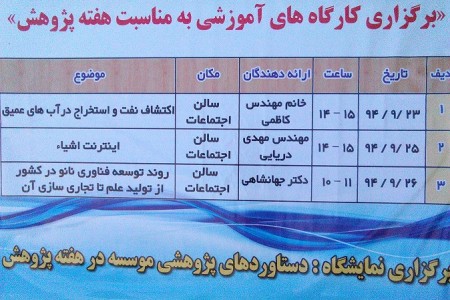 «برگزاری کارگاه های آموزشی به مناسبت هفته پژوهش»
ردیف تاریخ ساعت ارائه دهندگان مکان موضوع
۱ ۹۴/۹/۲۳ ۱۴-۱۵ خانم مهندس کاظمی سالن اجتماعات اکتشاف نفت و استخراج در آب های عمیق
۲ ۹۴/۹/۲۵ ۱۴-۱۵ مهندس مهدی دریایی سالن اجتماعات اینترنت اشیاء
۳ ۹۴/۹/۲۶ ۱۰-۱۱ دکتر جهانشاهی سالن اجتماعات روند توسعه فناوری نانو در کشور از تولید علم تا تجاری سازی آن
برگزاری نمایشگاه : دستاوردهای پژوهشی موسسه در هفته پژوهش